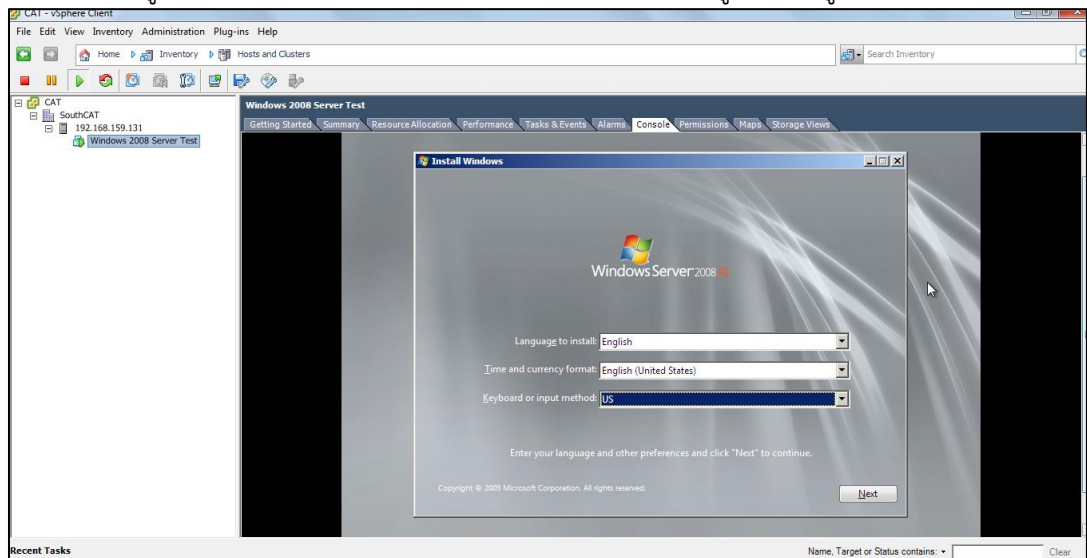 CAT - vSphere Client
File Edit View Inventory Administration Plug-ins Help
Home Inventory Hosts and Clusters Search Inventory
CAT
SouthCAT
192.168.159.131
Windows 2008 Server Test
Windows 2008 Server Test
Getting Started Summary Resource Allocation Performance Tasks & Events Alarms Console Permissions Maps Storage Views
Install Windows
Windows Server 2008 R2
Language to install: English
Time and currency format: English (United States)
Keyboard or input method: US
Enter your language and other preferences and click "Next" to continue.
Copyright © 2009 Microsoft Corporation. All rights reserved.
Next
Recent Tasks Name, Target or Status contains: Clear